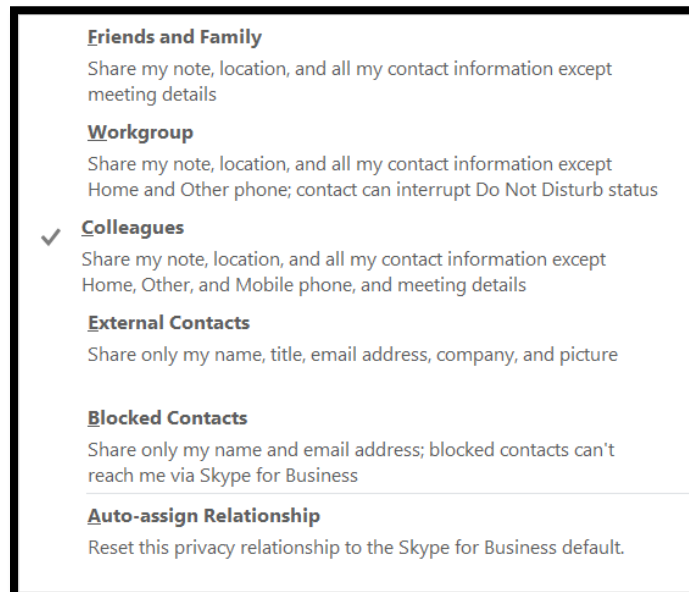 Friends and Family
Share my note, location, and all my contact information except
meeting details
Workgroup
Share my note, location, and all my contact information except
Home and Other phone; contact can interrupt Do Not Disturb status
Colleagues
Share my note, location, and all my contact information except
Home, Other, and Mobile phone, and meeting details
External Contacts
Share only my name, title, email address, company, and picture
Blocked Contacts
Share only my name and email address; blocked contacts can't
reach me via Skype for Business
Auto-assign Relationship
Reset this privacy relationship to the Skype for Business default.